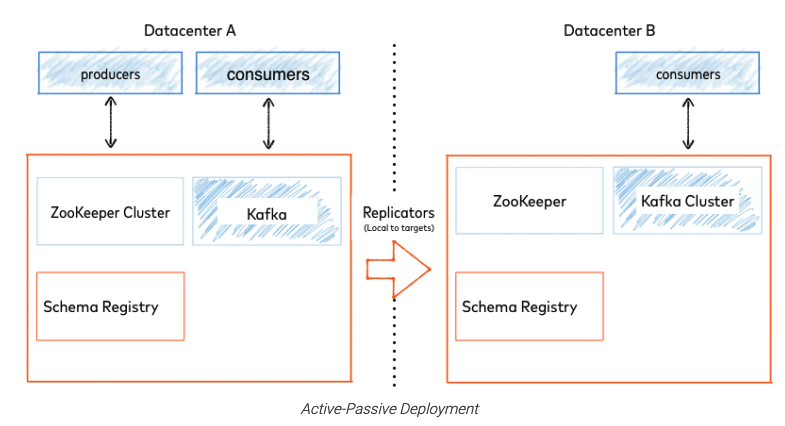 Datacenter A
Datacenter B
producers
consumers
consumers
ZooKeeper Cluster
Kafka
Replicators
(Local to targets)
ZooKeeper
Kafka Cluster
Schema Registry
Schema Registry
Active-Passive Deployment